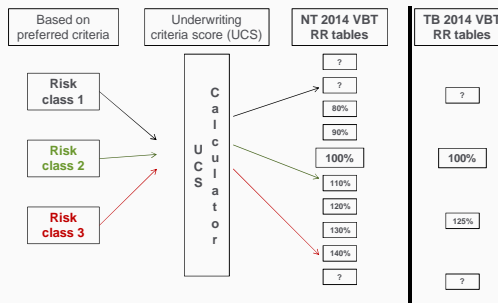 Based on
preferred criteria
Underwriting
criteria score (UCS)
NT 2014 VBT
RR tables
TB 2014 VBT
RR tables
Risk
class 1
Risk
class 2
Risk
class 3
UCS
Calculator
?
?
80%
90%
100%
110%
120%
130%
140%
?
?
100%
125%
?